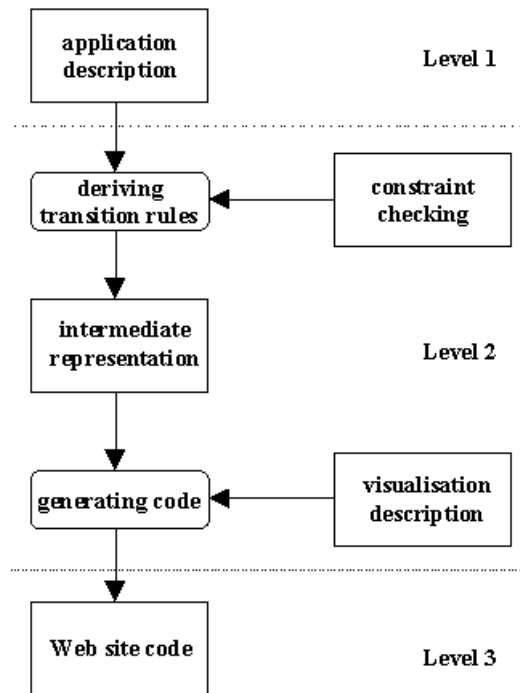 application
description
Level 1
deriving
transition rules
constraint
checking
intermediate
representation
Level 2
generating code
visualisation
description
Web site code
Level 3